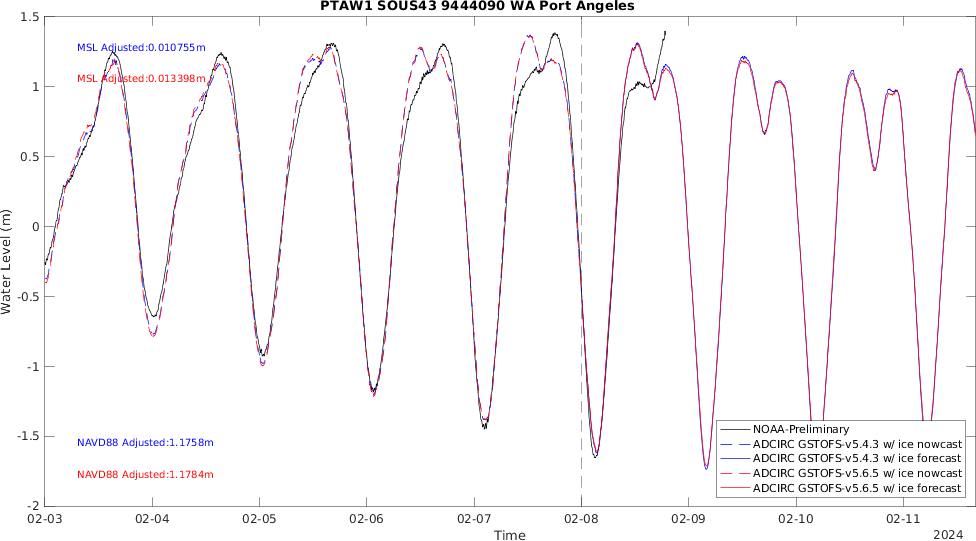 PTAW1 SOUS43 9444090 WA Port Angeles
1.5
MSL Adjusted:0.010755m
MSL Adjusted:0.013398m
1
0.5
0
-0.5
-1
-1.5
-2
Water Level (m)
NAVD88 Adjusted:1.1758m
NAVD88 Adjusted:1.1784m
NOAA-Preliminary
ADCIRC GSTOFS-v5.4.3 w/ ice nowcast
ADCIRC GSTOFS-v5.4.3 w/ ice forecast
ADCIRC GSTOFS-v5.6.5 w/ ice nowcast
ADCIRC GSTOFS-v5.6.5 w/ ice forecast
02-03 02-04 02-05 02-06 02-07 02-08 02-09 02-10 02-11
Time
2024